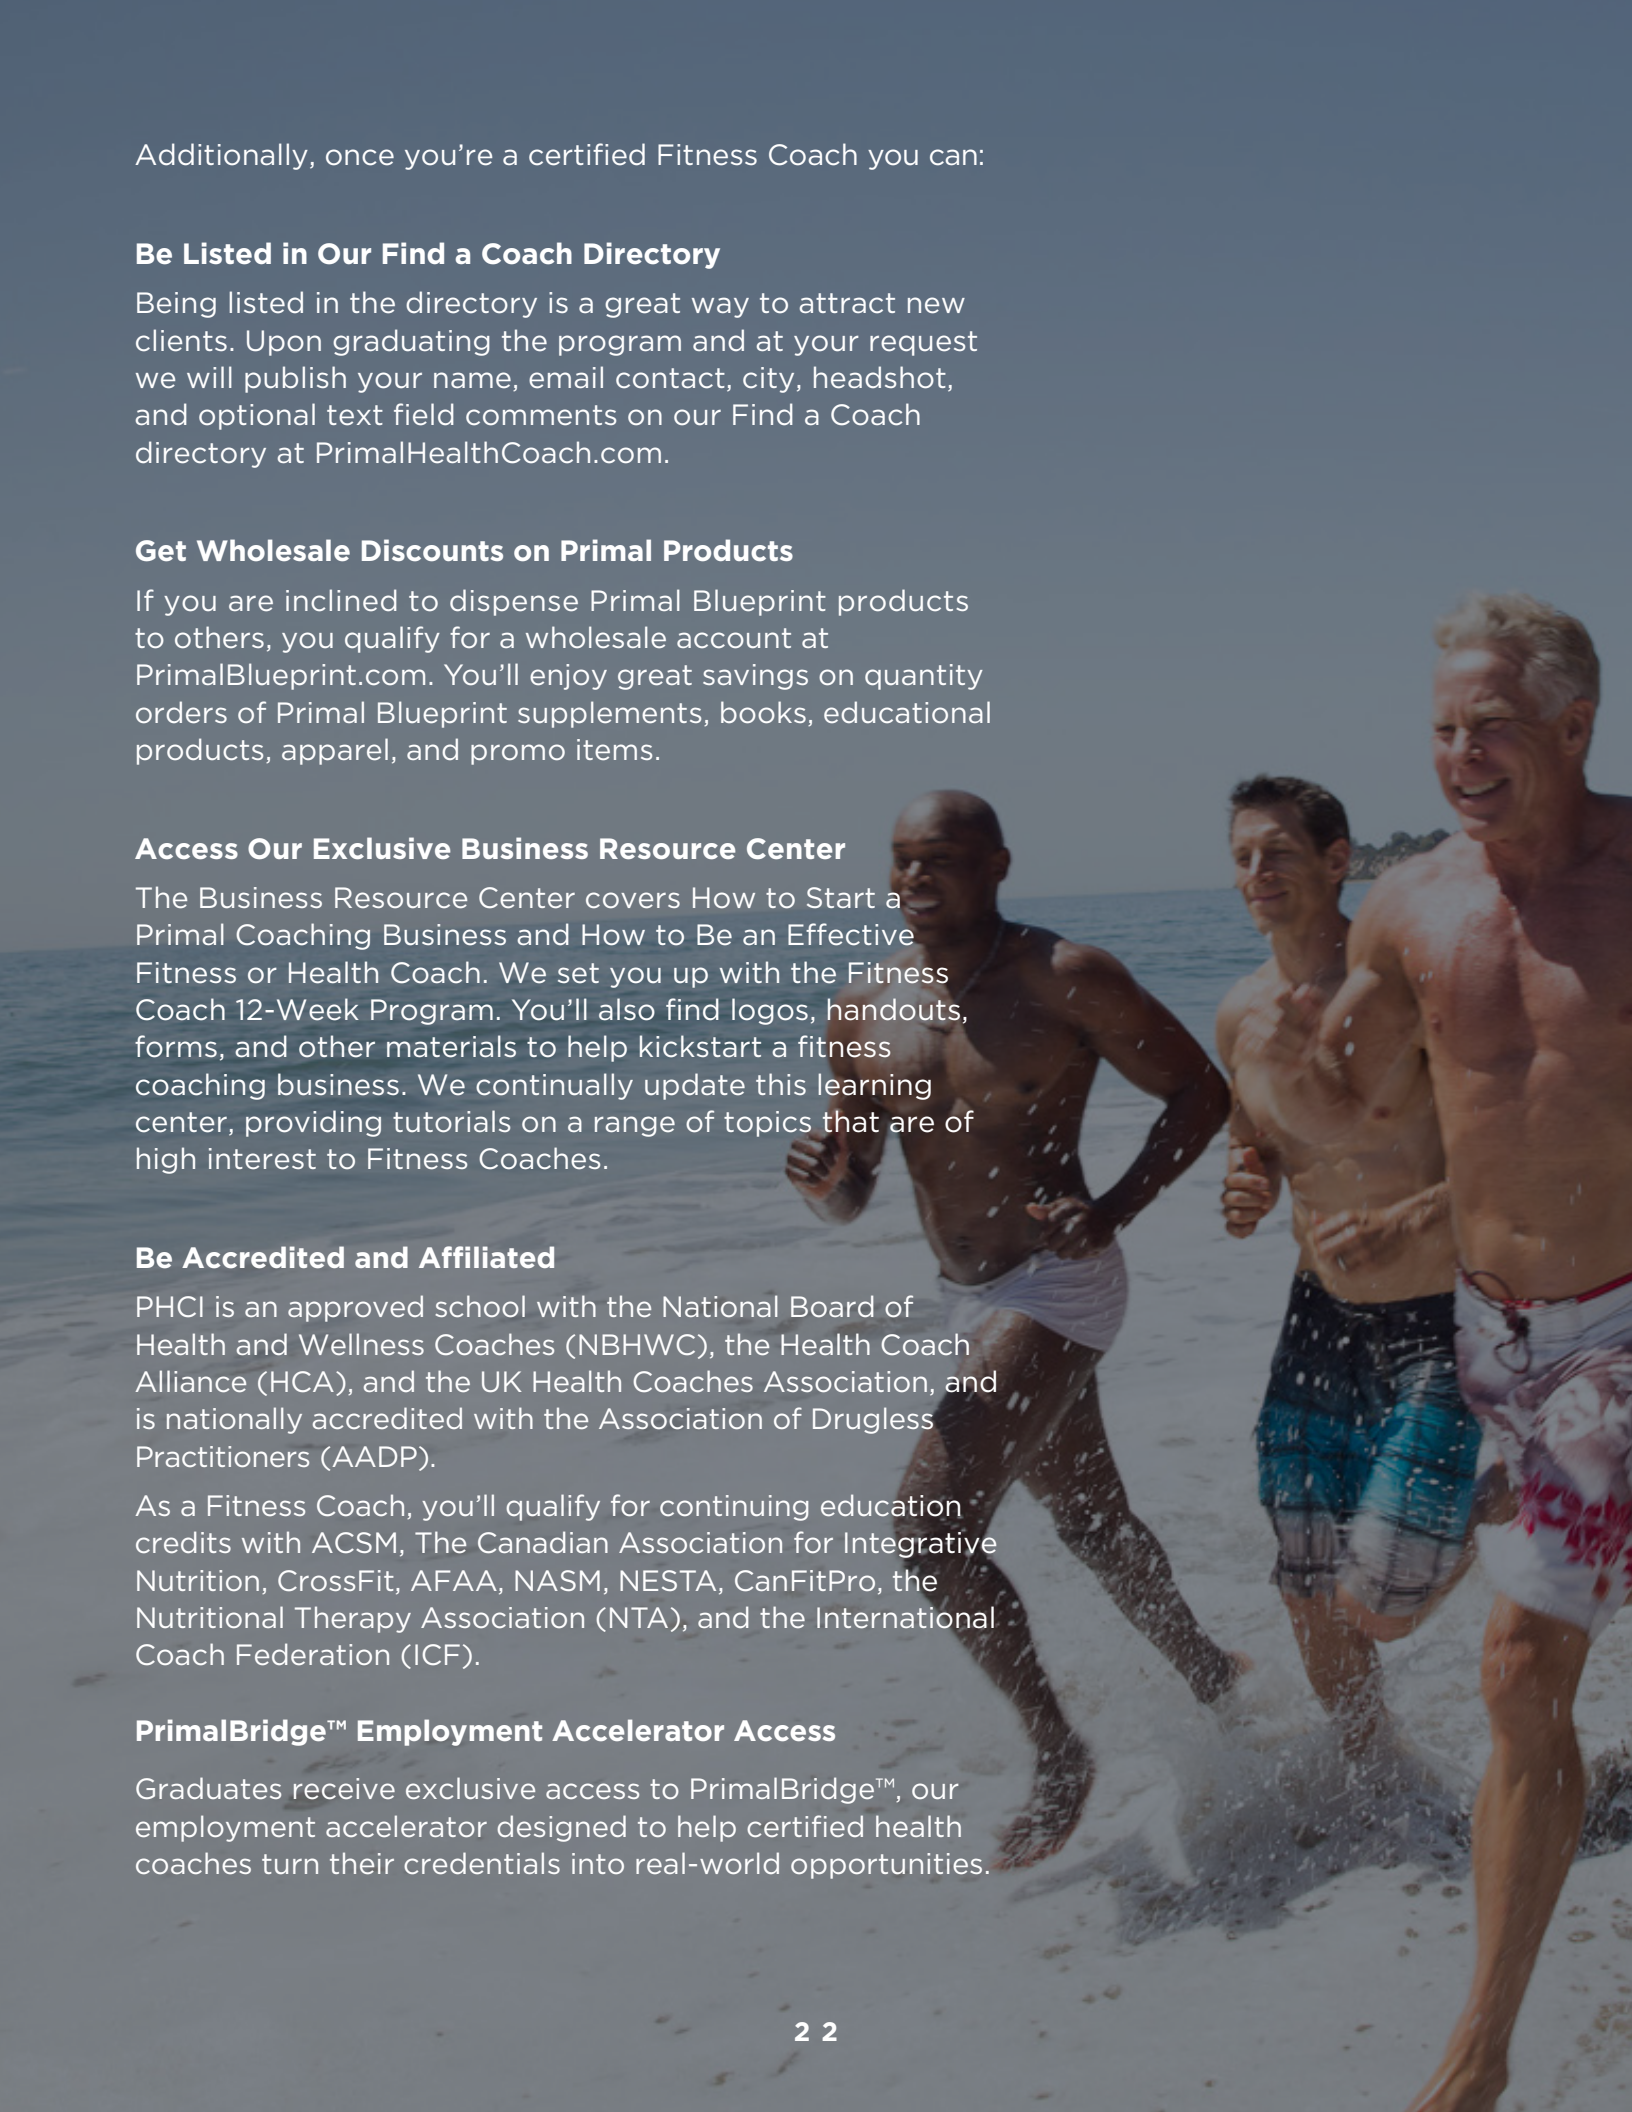 Additionally, once you’re a certified Fitness Coach you can:
Be Listed in Our Find a Coach Directory
Being listed in the directory is a great way to attract new
clients. Upon graduating the program and at your request
we will publish your name, email contact, city, headshot,
and optional text field comments on our Find a Coach
directory at PrimalHealthCoach.com.
Get Wholesale Discounts on Primal Products
If you are inclined to dispense Primal Blueprint products
to others, you qualify for a wholesale account at
PrimalBlueprint.com. You’ll enjoy great savings on quantity
orders of Primal Blueprint supplements, books, educational
products, apparel, and promo items.
Access Our Exclusive Business Resource Center
The Business Resource Center covers How to Start a
Primal Coaching Business and How to Be an Effective
Fitness or Health Coach. We set you up with the Fitness
Coach 12-Week Program. You’ll also find logos, handouts,
forms, and other materials to help kickstart a fitness
coaching business. We continually update this learning
center, providing tutorials on a range of topics that are of
high interest to Fitness Coaches.
Be Accredited and Affiliated
PHCI is an approved school with the National Board of
Health and Wellness Coaches (NBHWC), the Health Coach
Alliance (HCA), and the UK Health Coaches Association, and
is nationally accredited with the Association of Drugless
Practitioners (AADP).
As a Fitness Coach, you’ll qualify for continuing education
credits with ACSM, The Canadian Association for Integrative
Nutrition, CrossFit, AFAA, NASM, NESTA, CanFitPro, the
Nutritional Therapy Association (NTA), and the International
Coach Federation (ICF).
PrimalBridge™ Employment Accelerator Access
Graduates receive exclusive access to PrimalBridge™, our
employment accelerator designed to help certified health
coaches turn their credentials into real-world opportunities.
22